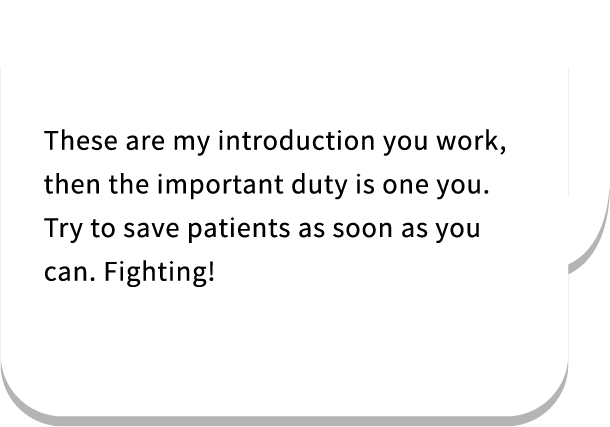 These are my introduction you work,
then the important duty is one you.
Try to save patients as soon as you
can. Fighting!